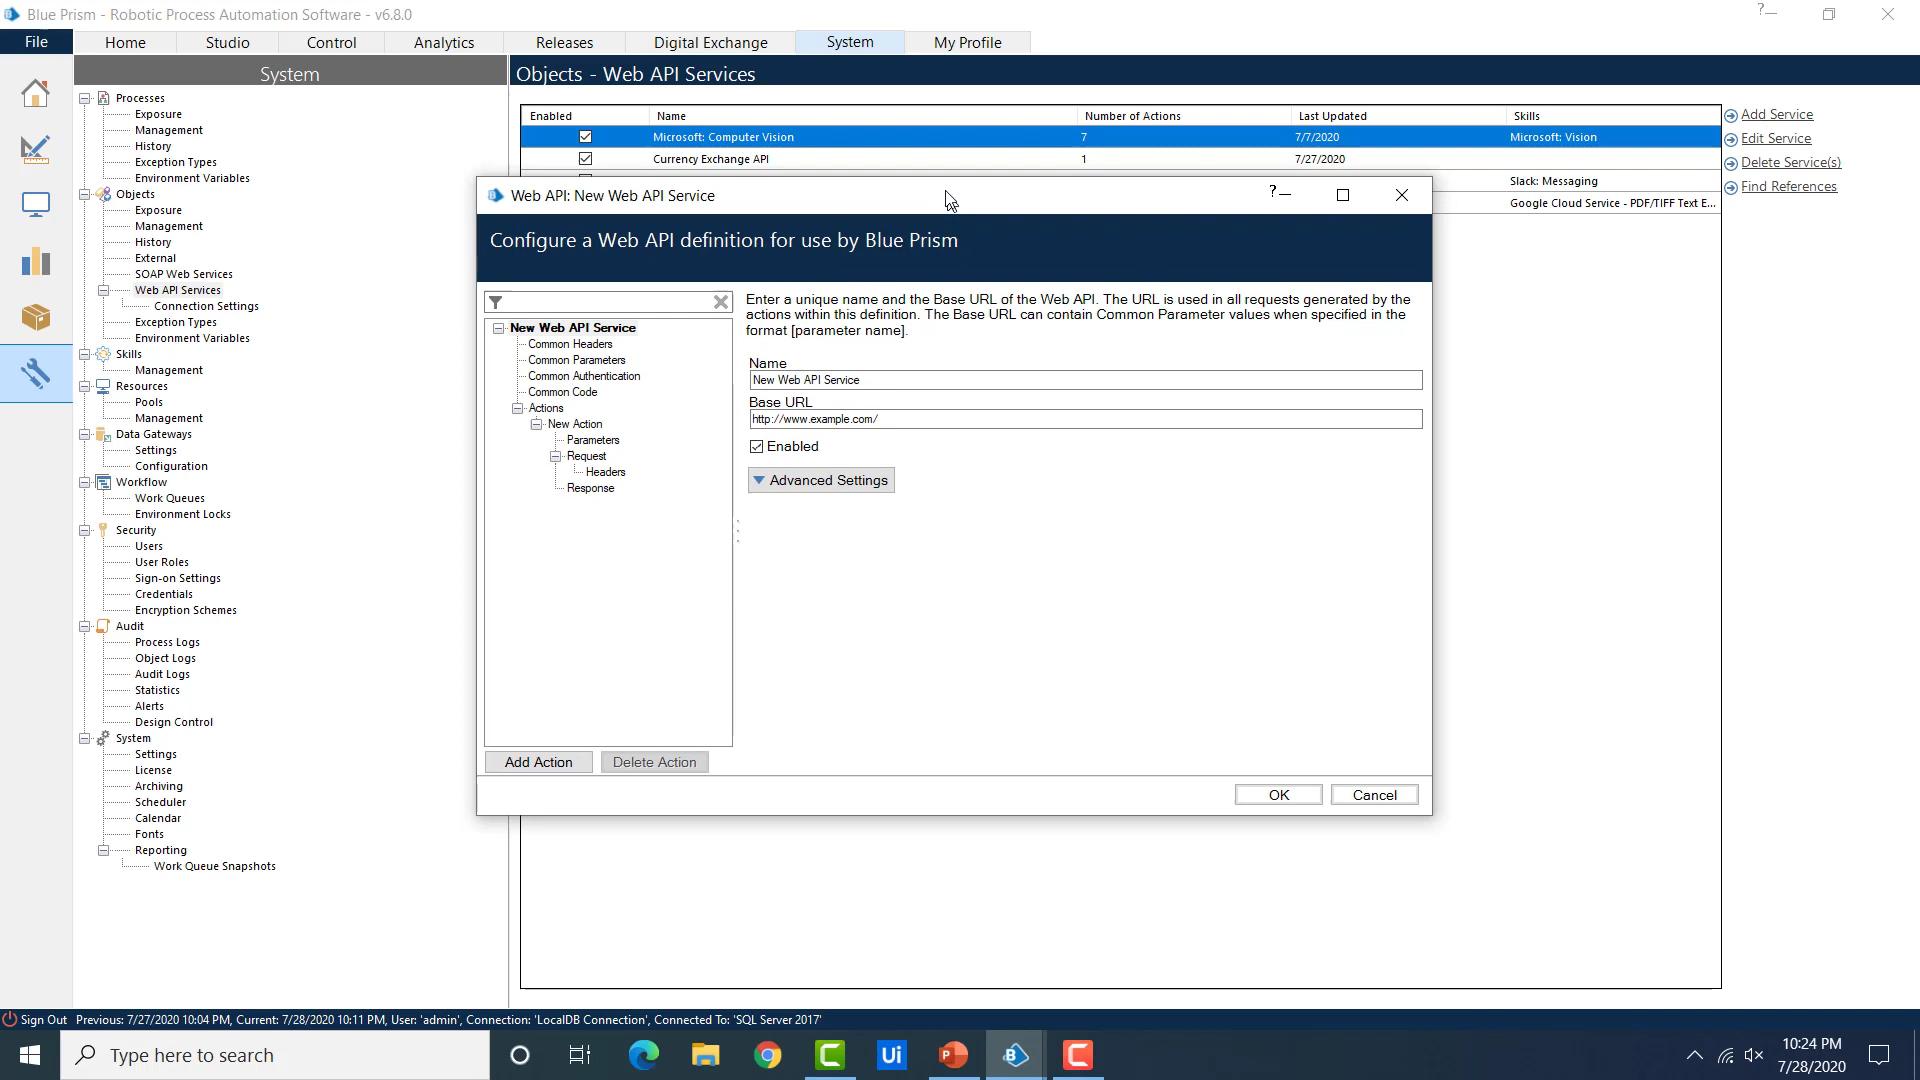 Blue Prism - Robotic Process Automation Software - v6.8.0
File
Home
Studio
Control
Analytics
Releases
Digital Exchange
System
My Profile
System
Processes
Exposure
Management
History
Exception Types
Environment Variables
Objects
Exposure
Management
History
External
SOAP Web Services
Web API Services
Connection Settings
Exception Types
Environment Variables
Skills
Management
Resources
Pools
Management
Data Gateways
Settings
Configuration
Workflow
Work Queues
Environment Locks
Security
Users
User Roles
Sign-on Settings
Credentials
Encryption Schemes
Audit
Process Logs
Object Logs
Audit Logs
Statistics
Alerts
Design Control
System
Settings
License
Archiving
Scheduler
Calendar
Fonts
Reporting
Work Queue Snapshots
Objects - Web API Services
Enabled Name Number of Actions Last Updated Skills
Microsoft: Computer Vision 7 7/7/2020 Microsoft: Vision
Currency Exchange API 1 7/27/2020
Slack: Messaging
Google Cloud Service - PDF/TIFF Text E...
Add Service
Edit Service
Delete Service(s)
Find References
Web API: New Web API Service
Configure a Web API definition for use by Blue Prism
New Web API Service
Common Headers
Common Parameters
Common Authentication
Common Code
Actions
New Action
Parameters
Request
Headers
Response
Add Action
Delete Action
Enter a unique name and the Base URL of the Web API. The URL is used in all requests generated by the
actions within this definition. The Base URL can contain Common Parameter values when specified in the
format [parameter name].
Name
New Web API Service
Base URL
http://www.example.com/
Enabled
Advanced Settings
OK
Cancel
Sign Out Previous: 7/27/2020 10:04 PM, Current: 7/28/2020 10:11 PM, User: 'admin', Connection: 'LocalDB Connection', Connected To: 'SQL Server 2017'
Type here to search
Ui
10:24 PM
7/28/2020